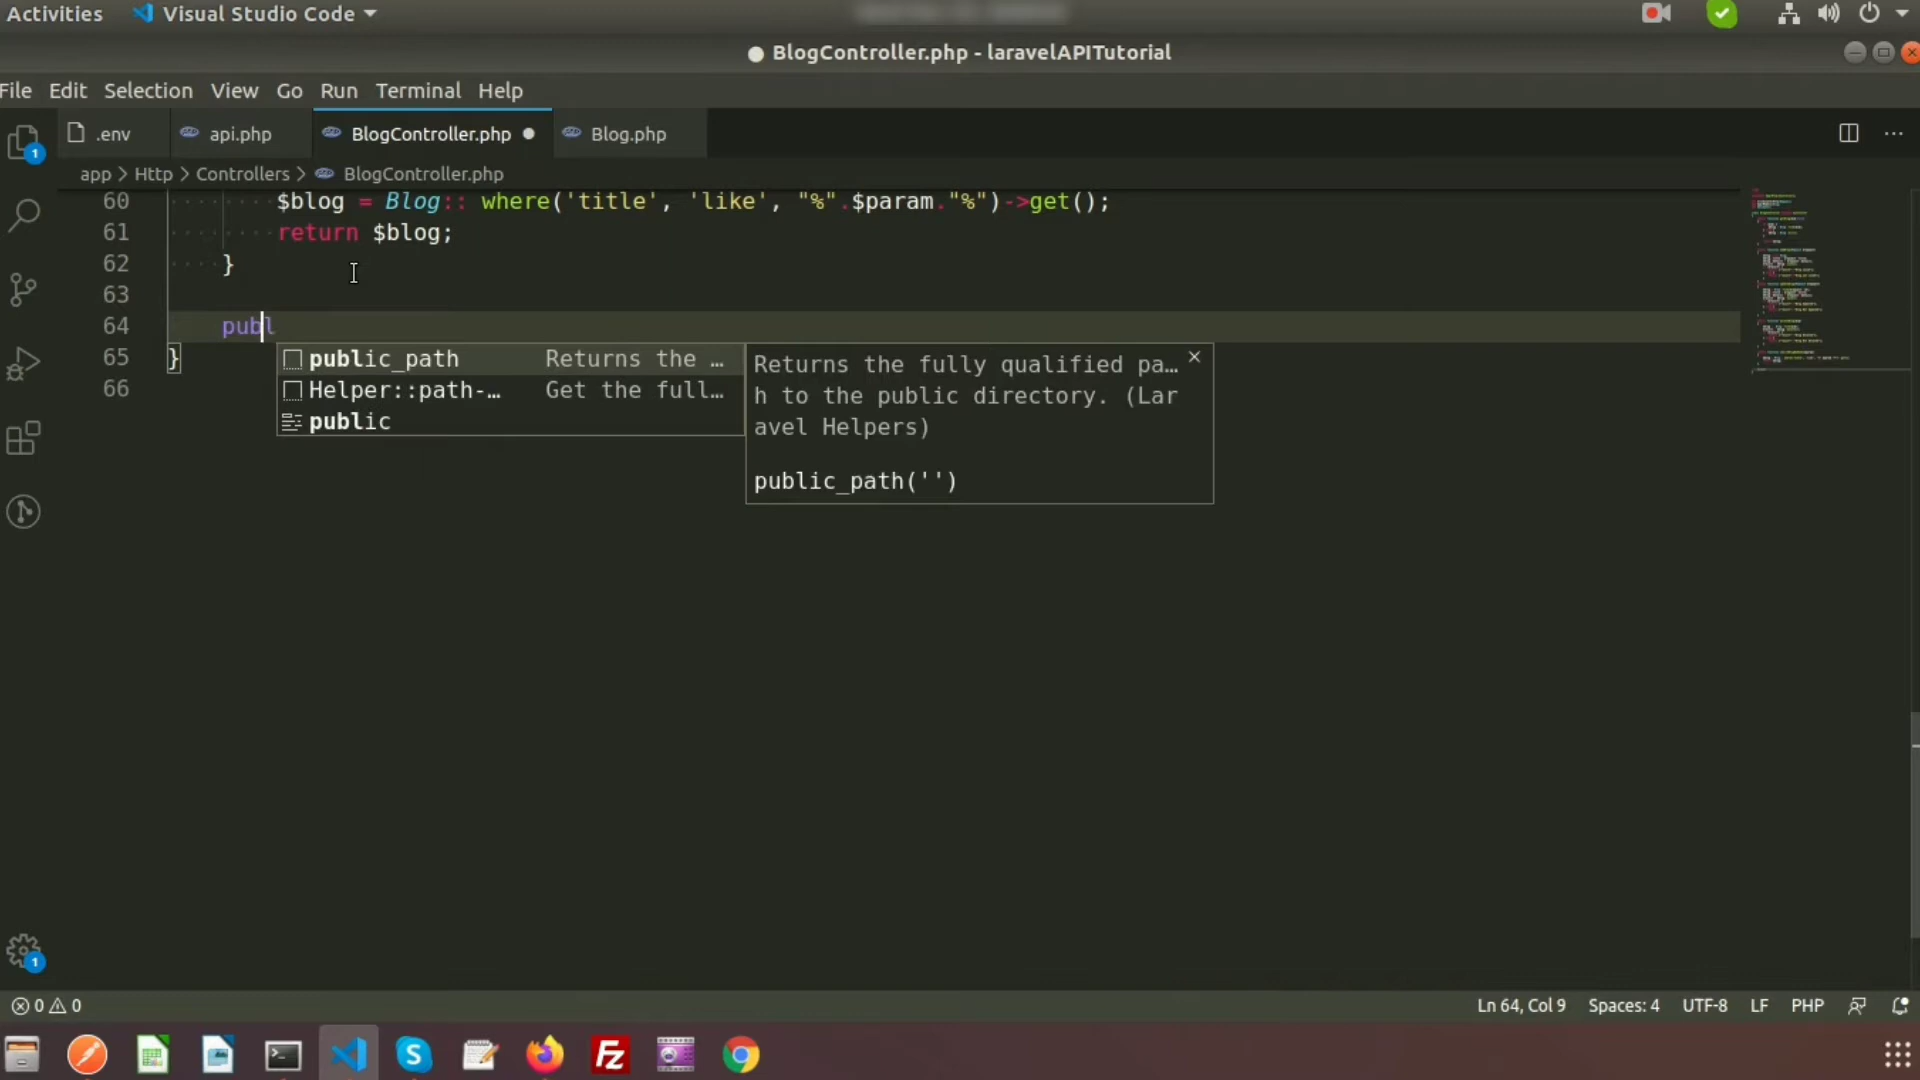 Activities Visual Studio Code
BlogController.php - laravelAPITutorial
File Edit Selection View Go Run Terminal Help
.env api.php BlogController.php Blog.php
app > Http > Controllers > BlogController.php
60 $blog = Blog:: where('title', 'like', "%".$param."%")->get();
61 return $blog;
62 }
63
64 publ
65 }
66
public_path Returns the …
Helper::path-… Get the full…
public
Returns the fully qualified pa…
h to the public directory. (Lar
avel Helpers)
public_path('')
1
1
0 0
Ln 64, Col 9 Spaces: 4 UTF-8 LF PHP